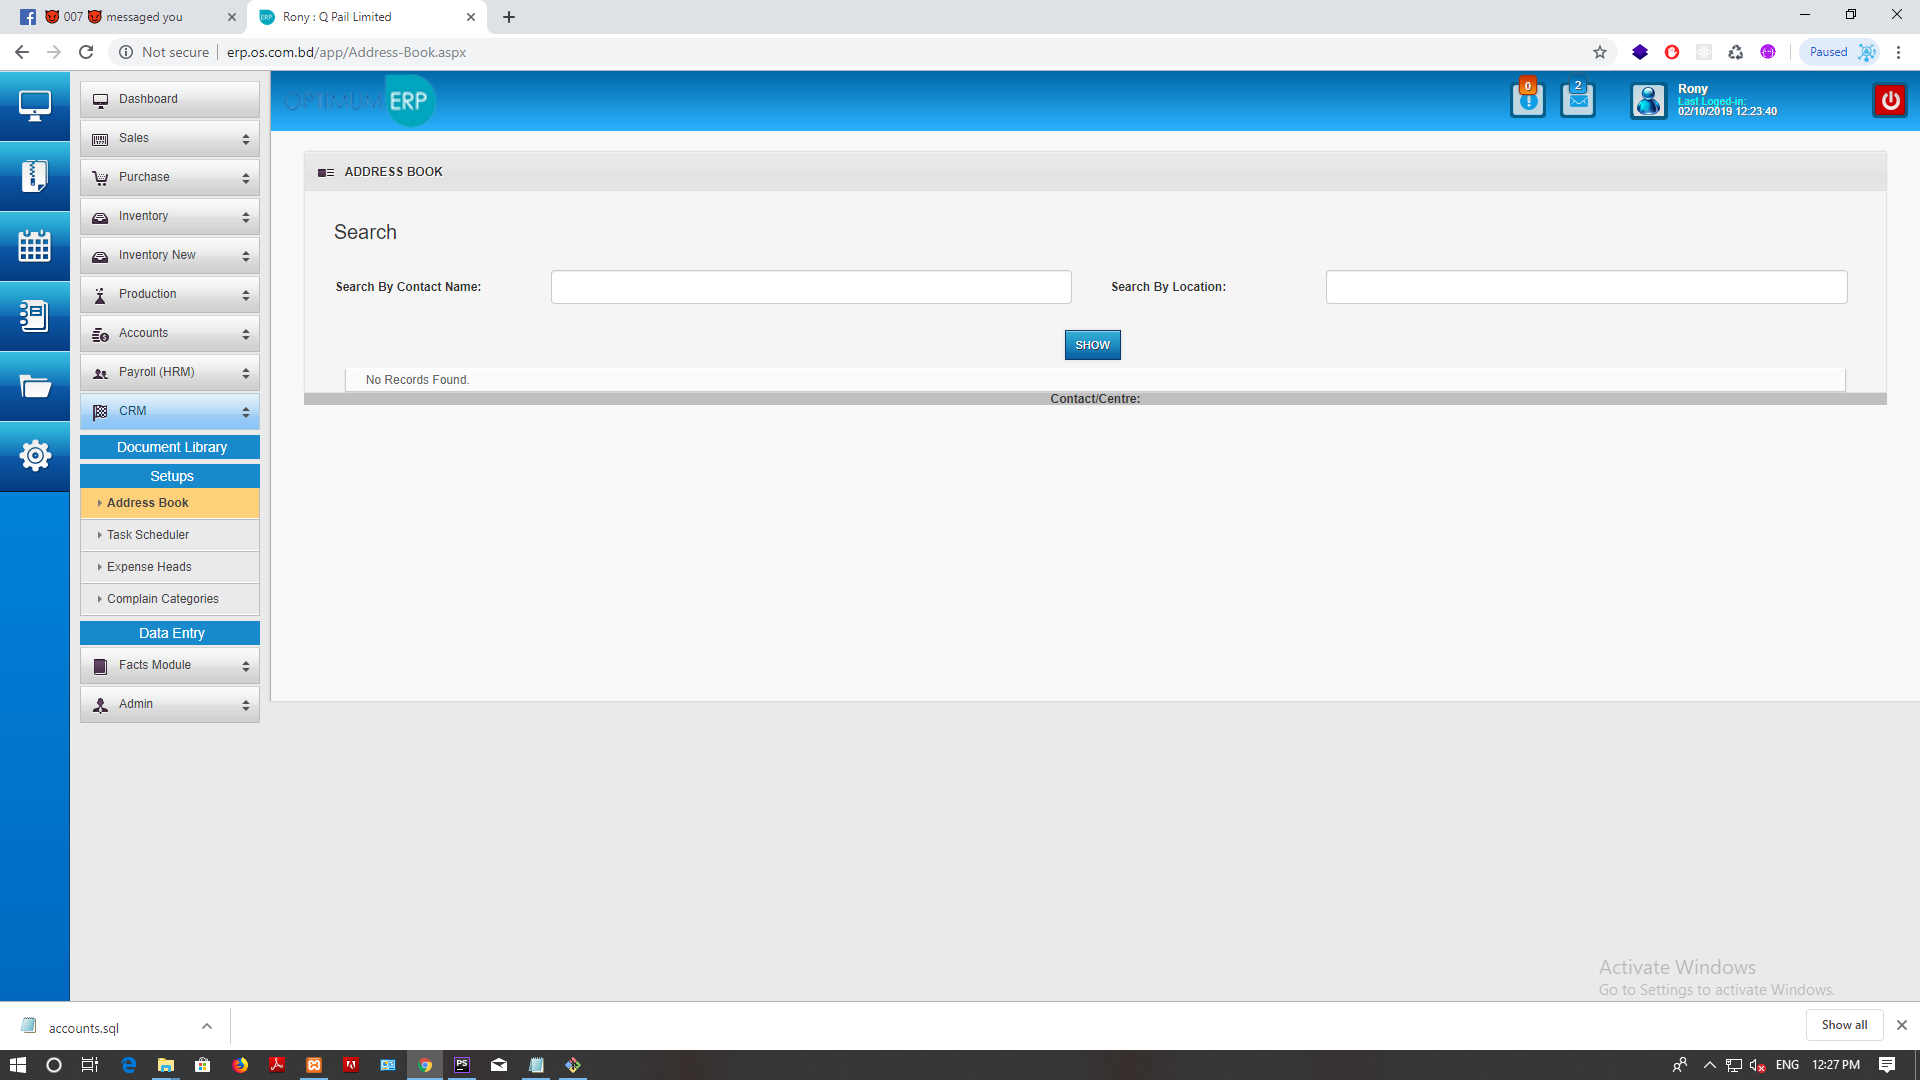 007 messaged you
Rony : Q Pail Limited
Not secure
erp.os.com.bd/app/Address-Book.aspx
Paused
OPTIMUM ERP
0
2
Rony
Last Loged-in:
02/10/2019 12:23:40
Dashboard
Sales
Purchase
Inventory
Inventory New
Production
Accounts
Payroll (HRM)
CRM
Document Library
Setups
Address Book
Task Scheduler
Expense Heads
Complain Categories
Data Entry
Facts Module
Admin
ADDRESS BOOK
Search
Search By Contact Name:
Search By Location:
SHOW
No Records Found.
Contact/Centre:
Activate Windows
Go to Settings to activate Windows.
accounts.sql
Show all
ENG
12:27 PM